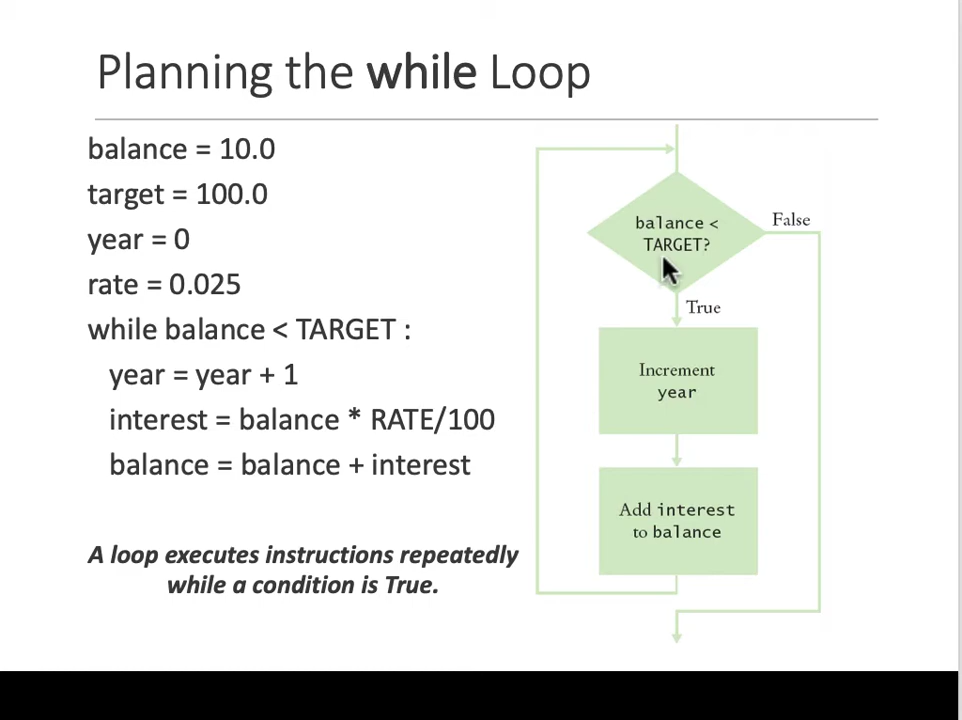 Planning the while Loop
balance = 10.0
target = 100.0
year = 0
rate = 0.025
while balance < TARGET :
year = year + 1
interest = balance * RATE/100
balance = balance + interest
A loop executes instructions repeatedly
while a condition is True.
balance <
TARGET?
False
True
Increment
year
Add interest
to balance